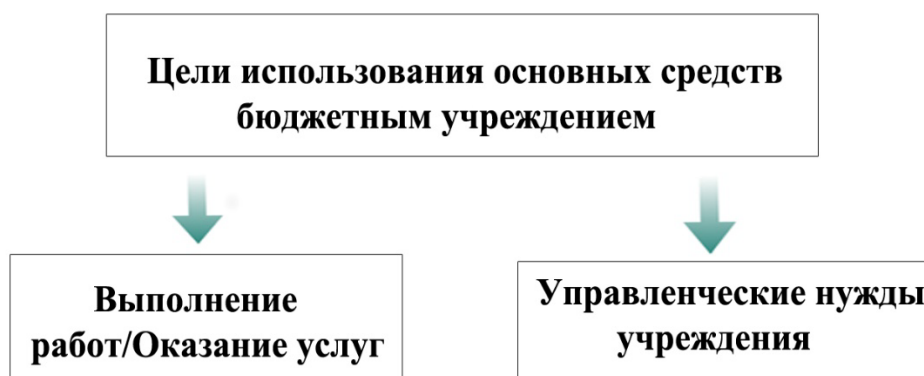 Цели использования основных средств
бюджетным учреждением
Выполнение
работ/Оказание услуг
Управленческие нужды
учреждения